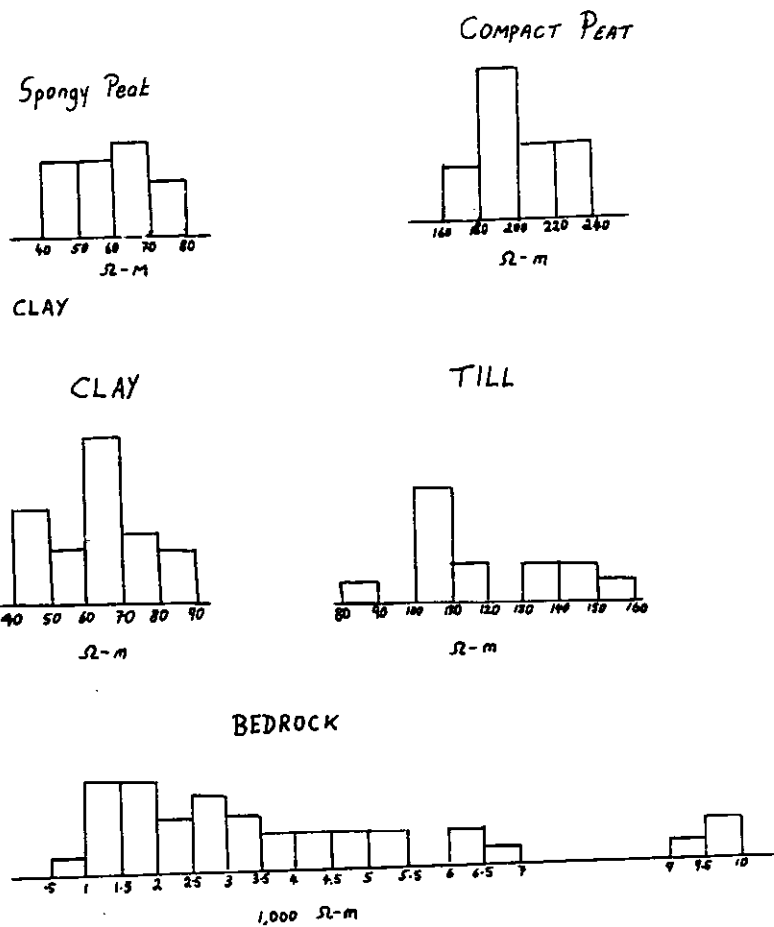 COMPACT PEAT
Spongy Peat
160 180 200 220 240
Ω-m
40 50 60 70 80
Ω-M
CLAY
CLAY
TILL
40 50 60 70 80 90
Ω-m
80 90 100 110 120 130 140 150 160
Ω-m
BEDROCK
.5 1 1.5 2 2.5 3 3.5 4 4.5 5 5.5 6 6.5 7 9 9.5 10
1,000 Ω-m